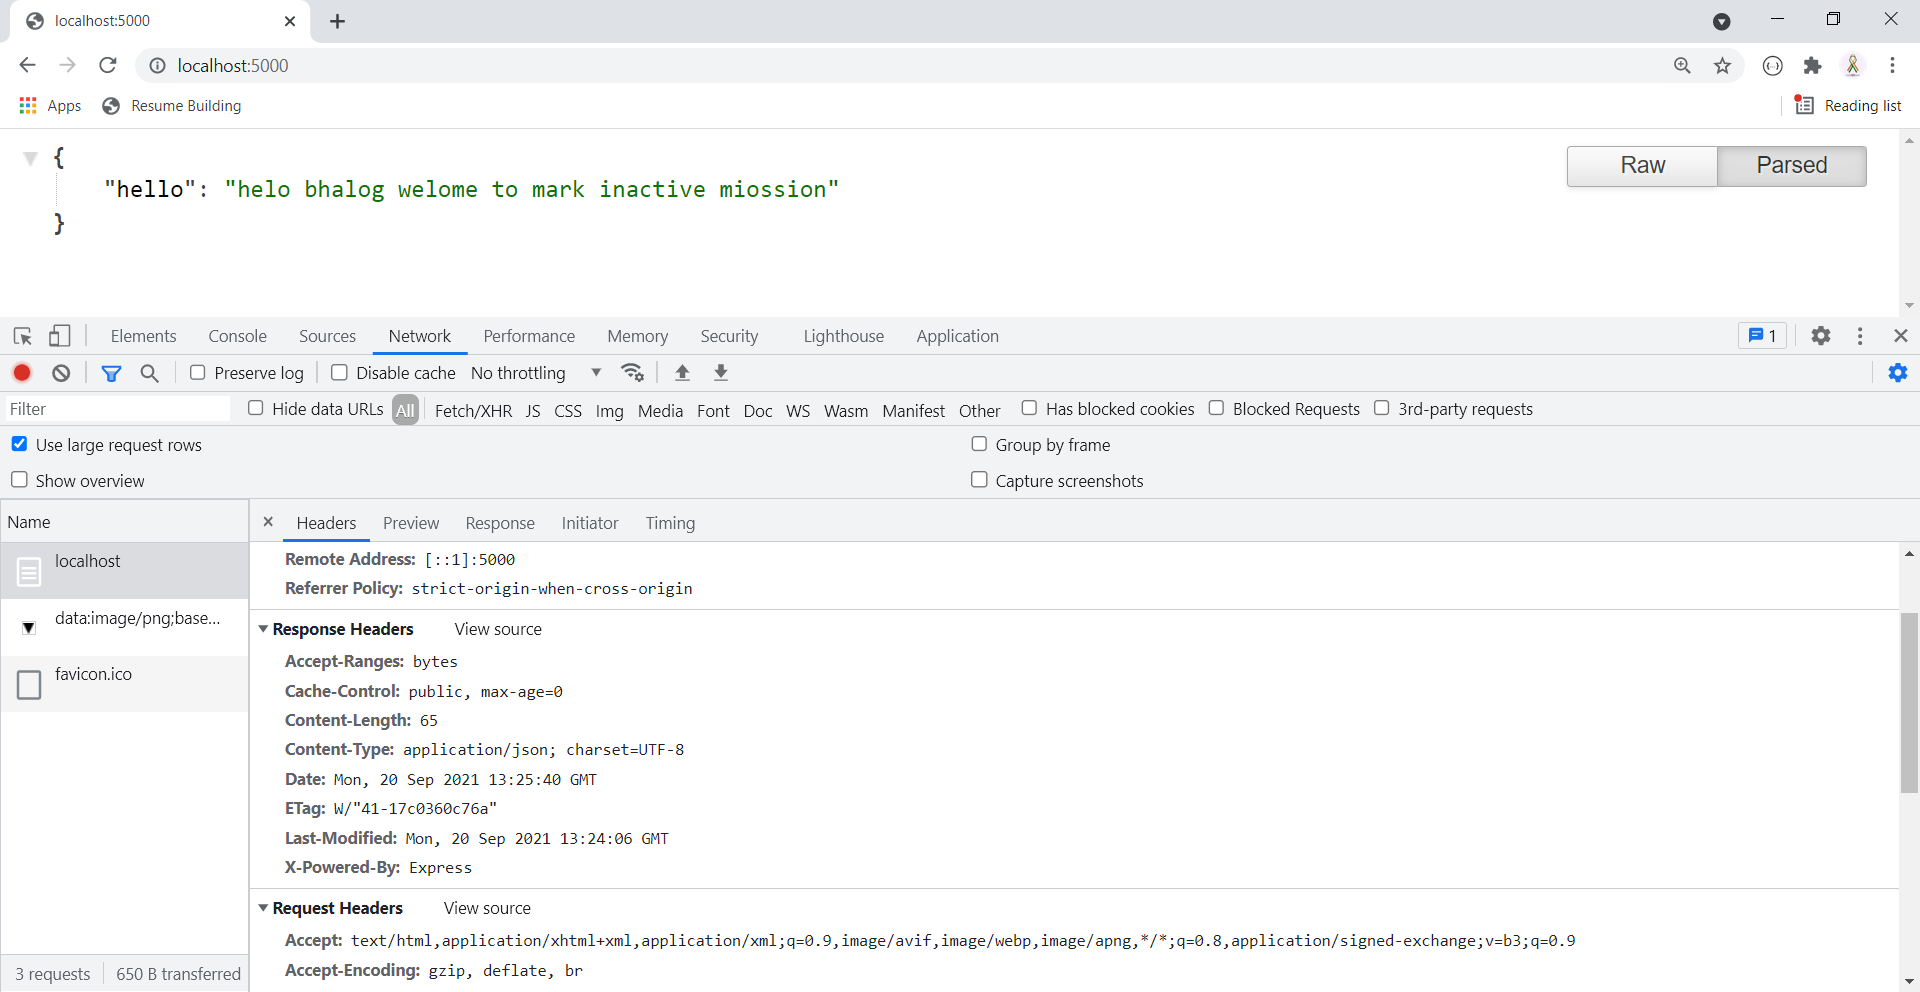 localhost:5000
localhost:5000
Apps Resume Building Reading list
{
"hello": "helo bhalog welome to mark inactive miossion"
}
Raw Parsed
Elements Console Sources Network Performance Memory Security Lighthouse Application 1
Preserve log Disable cache No throttling
Filter Hide data URLs All Fetch/XHR JS CSS Img Media Font Doc WS Wasm Manifest Other Has blocked cookies Blocked Requests 3rd-party requests
Use large request rows Group by frame
Show overview Capture screenshots
Name
localhost
data:image/png;base...
favicon.ico
3 requests 650 B transferred
Headers Preview Response Initiator Timing
Remote Address: [::1]:5000
Referrer Policy: strict-origin-when-cross-origin
Response Headers View source
Accept-Ranges: bytes
Cache-Control: public, max-age=0
Content-Length: 65
Content-Type: application/json; charset=UTF-8
Date: Mon, 20 Sep 2021 13:25:40 GMT
ETag: W/"41-17c0360c76a"
Last-Modified: Mon, 20 Sep 2021 13:24:06 GMT
X-Powered-By: Express
Request Headers View source
Accept: text/html,application/xhtml+xml,application/xml;q=0.9,image/avif,image/webp,image/apng,*/*;q=0.8,application/signed-exchange;v=b3;q=0.9
Accept-Encoding: gzip, deflate, br